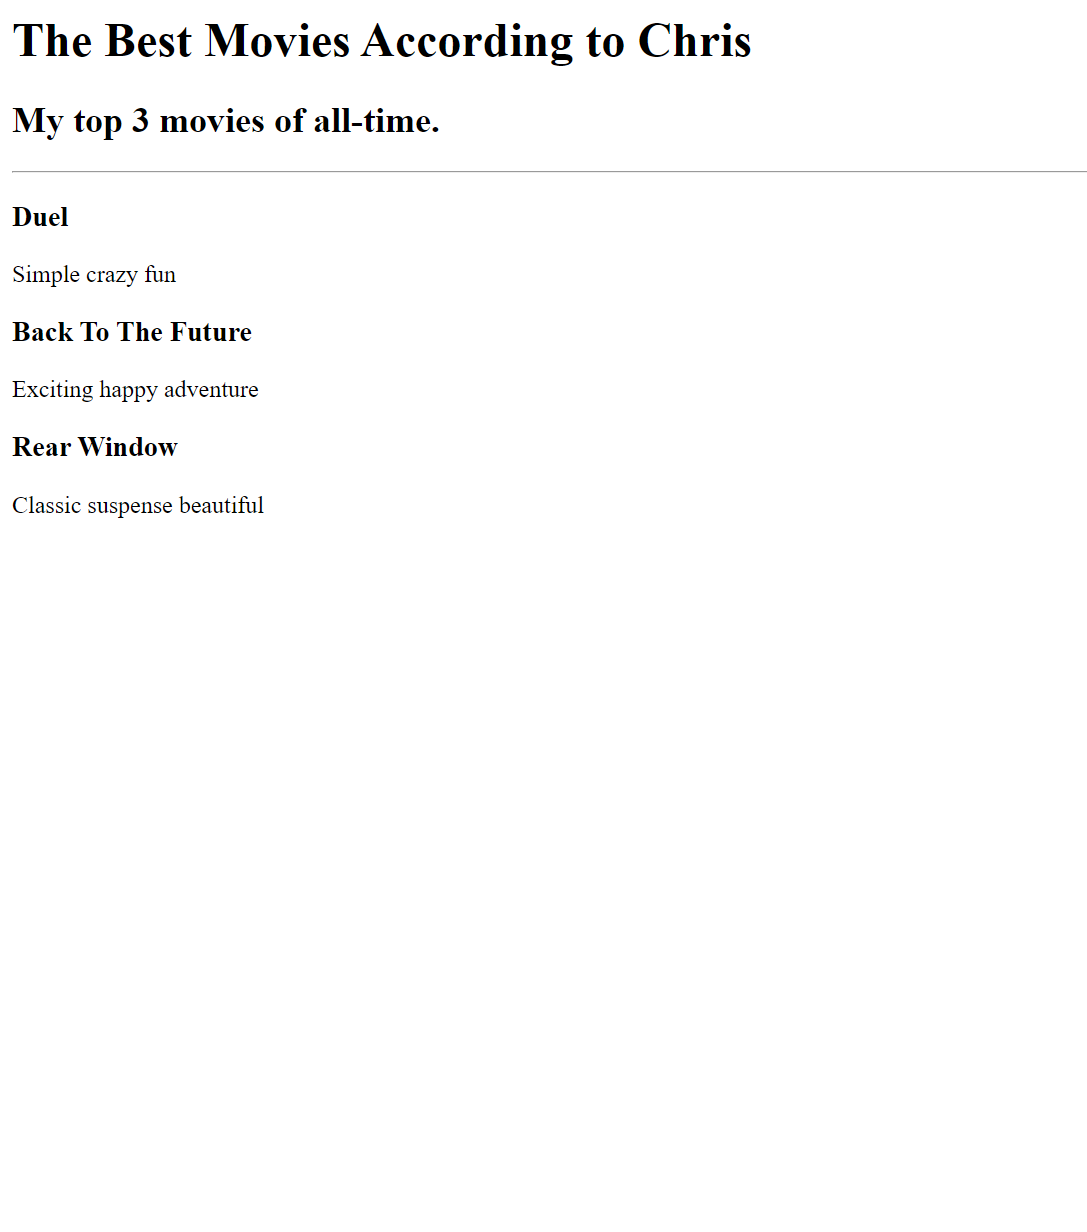 The Best Movies According to Chris
My top 3 movies of all-time.
Duel
Simple crazy fun
Back To The Future
Exciting happy adventure
Rear Window
Classic suspense beautiful